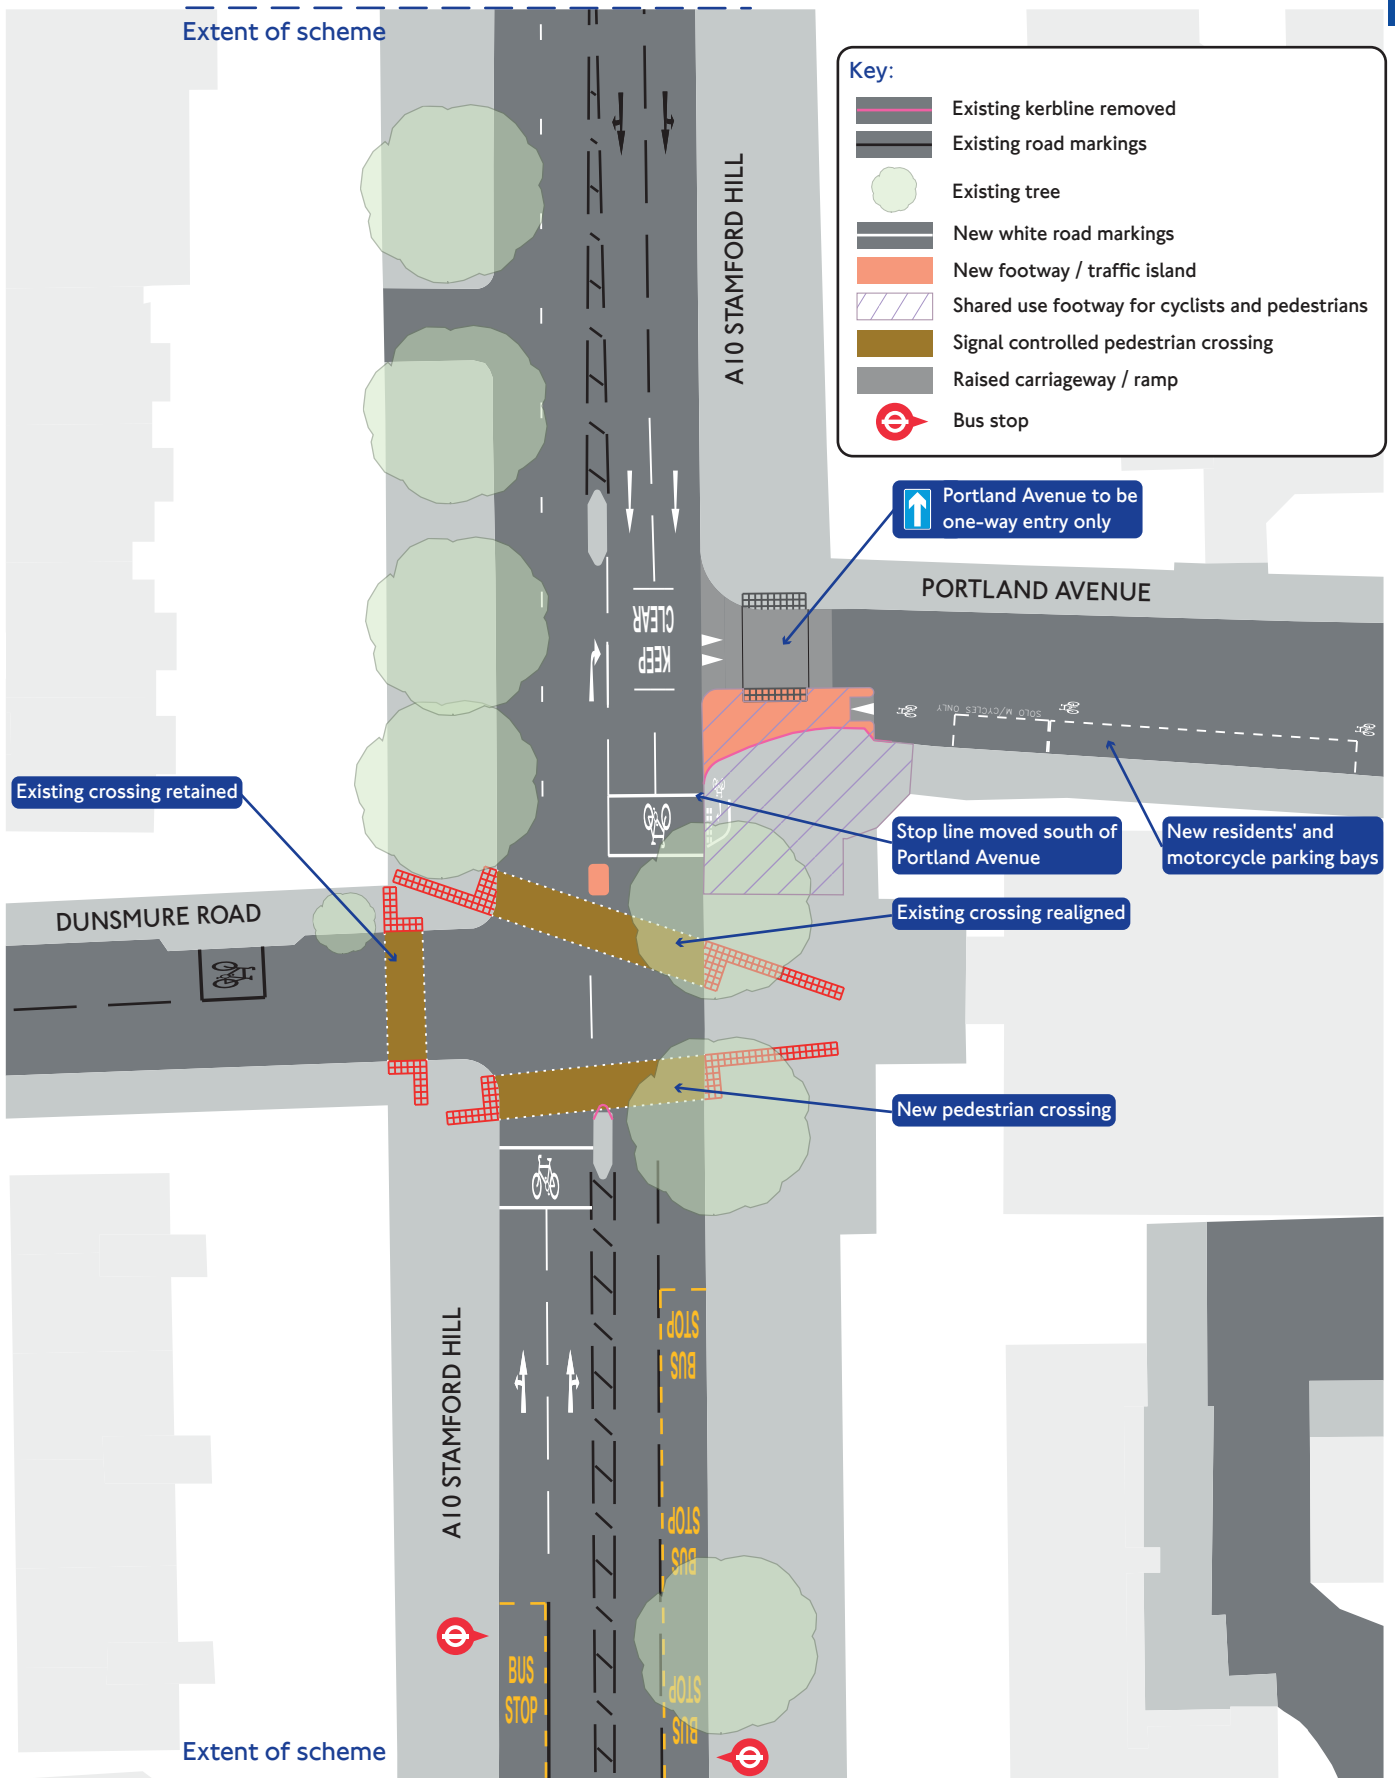 Extent of scheme
Key:
Existing kerbline removed
Existing road markings
Existing tree
New white road markings
New footway / traffic island
Shared use footway for cyclists and pedestrians
Signal controlled pedestrian crossing
Raised carriageway / ramp
Bus stop
A10 STAMFORD HILL
Portland Avenue to be
one-way entry only
PORTLAND AVENUE
KEEP
CLEAR
SOLO M/CYCLES ONLY
Existing crossing retained
Stop line moved south of
Portland Avenue
New residents' and
motorcycle parking bays
DUNSMURE ROAD
Existing crossing realigned
New pedestrian crossing
A10 STAMFORD HILL
BUS
STOP
BUS
STOP
BUS
STOP
BUS
STOP
Extent of scheme